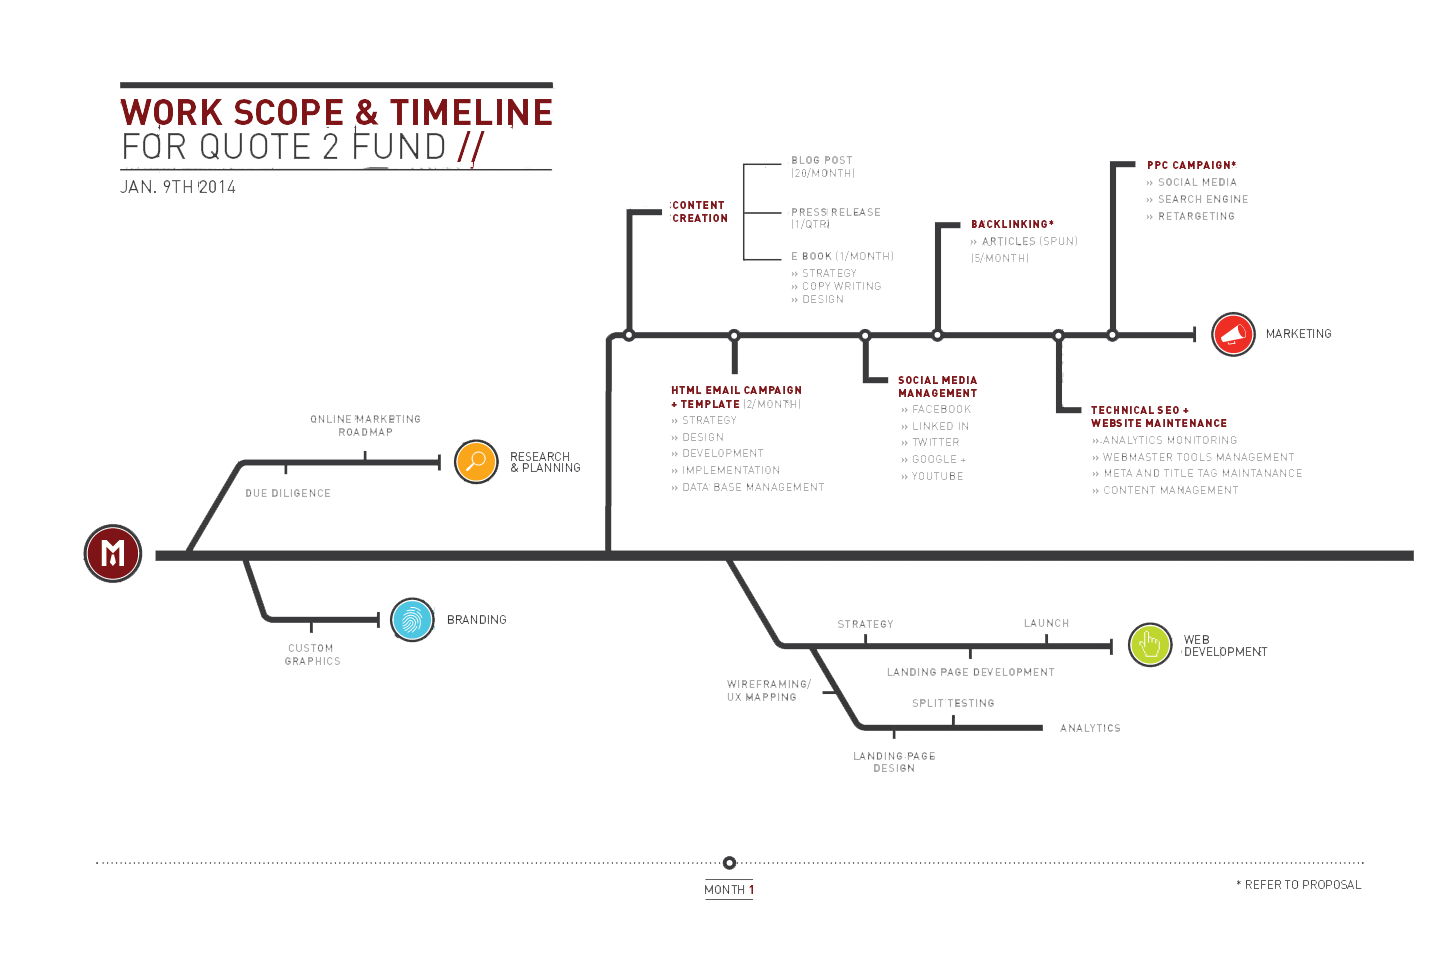 WORK SCOPE & TIMELINE
FOR QUOTE 2 FUND //
JAN. 9TH 2014
CONTENT
CREATION
BLOG POST
(20/MONTH)
PRESS RELEASE
(1/QTR)
E BOOK (1/MONTH)
›› STRATEGY
›› COPY WRITING
›› DESIGN
BACKLINKING*
›› ARTICLES (SPUN)
(5/MONTH)
PPC CAMPAIGN*
›› SOCIAL MEDIA
›› SEARCH ENGINE
›› RETARGETING
MARKETING
HTML EMAIL CAMPAIGN
+ TEMPLATE (2/MONTH)
›› STRATEGY
›› DESIGN
›› DEVELOPMENT
›› IMPLEMENTATION
›› DATA BASE MANAGEMENT
SOCIAL MEDIA
MANAGEMENT
›› FACEBOOK
›› LINKED IN
›› TWITTER
›› GOOGLE +
›› YOUTUBE
TECHNICAL SEO +
WEBSITE MAINTENANCE
›› ANALYTICS MONITORING
›› WEBMASTER TOOLS MANAGEMENT
›› META AND TITLE TAG MAINTANANCE
›› CONTENT MANAGEMENT
ONLINE MARKETING
ROADMAP
DUE DILIGENCE
RESEARCH
& PLANNING
M
CUSTOM
GRAPHICS
BRANDING
STRATEGY
LAUNCH
LANDING PAGE DEVELOPMENT
WEB
DEVELOPMENT
WIREFRAMING/
UX MAPPING
SPLIT TESTING
LANDING PAGE
DESIGN
ANALYTICS
MONTH 1
* REFER TO PROPOSAL